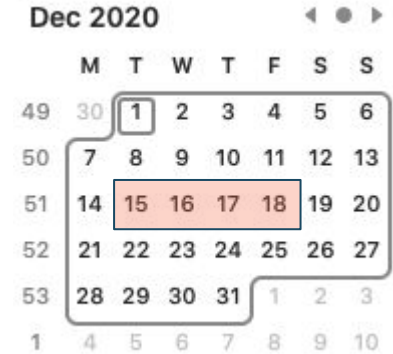 Dec 2020
M T W T F S S
49 30 1 2 3 4 5 6
50 7 8 9 10 11 12 13
51 14 15 16 17 18 19 20
52 21 22 23 24 25 26 27
53 28 29 30 31 1 2 3
1 4 5 6 7 8 9 10